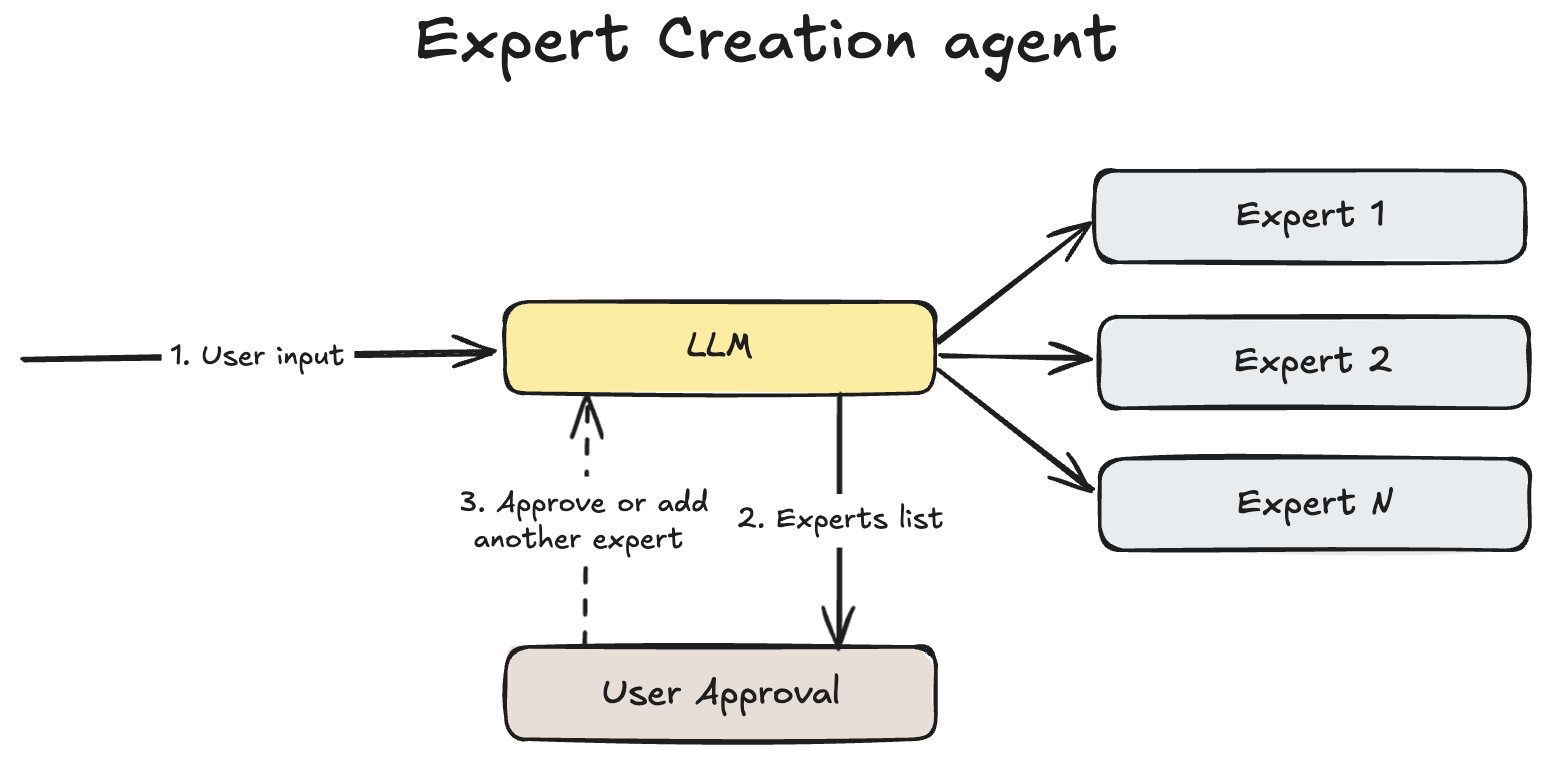 Expert Creation agent
Expert 1
1. User input
LLM
Expert 2
3. Approve or add
another expert
2. Experts list
Expert N
User Approval